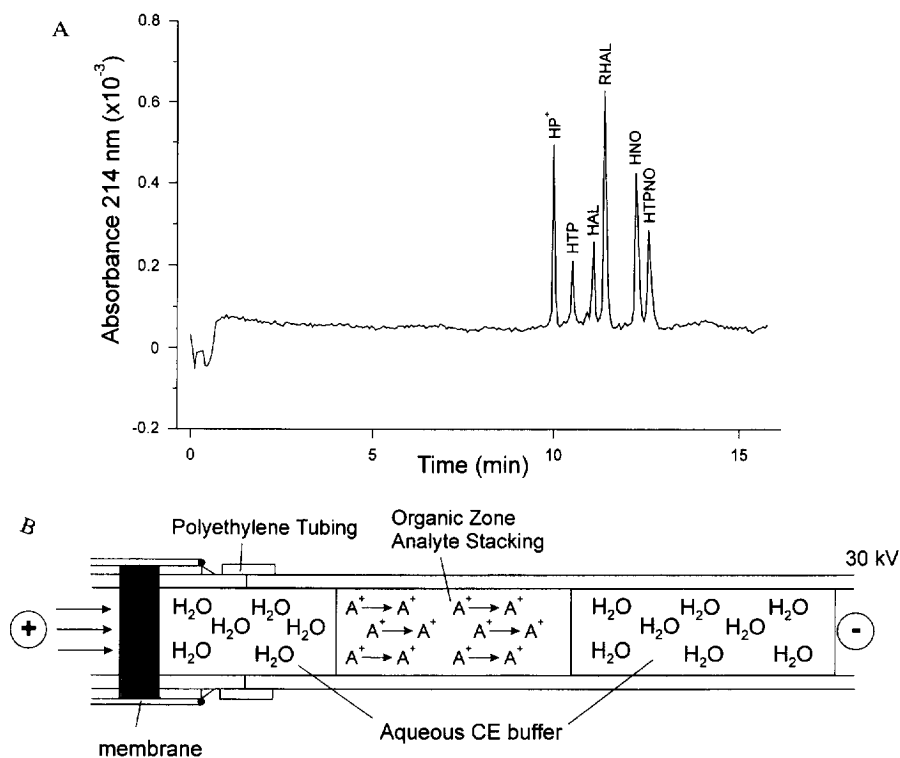 A
Absorbance 214 nm (x10⁻³)
0.8
0.6
0.4
0.2
0
-0.2
HP⁺
HTP
HAL
RHAL
HNO
HTPNO
0
5
10
15
Time (min)
B
Polyethylene Tubing
Organic Zone
Analyte Stacking
30 kV
+
H₂O H₂O
H₂O H₂O
H₂O H₂O
A⁺ A⁺ A⁺ A⁺
A⁺ A⁺ A⁺ A⁺
A⁺ A⁺ A⁺ A⁺
H₂O H₂O H₂O
H₂O H₂O
H₂O H₂O H₂O
-
membrane
Aqueous CE buffer